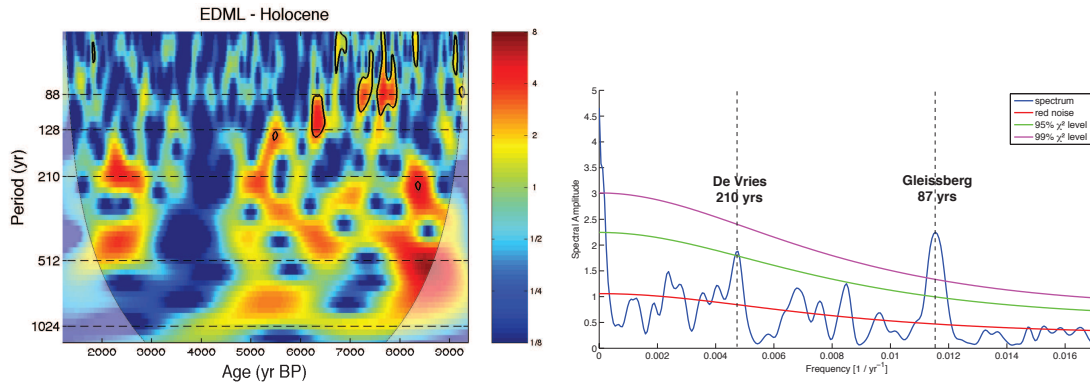 EDML - Holocene
Period (yr)
88
128
210
512
1024
2000 3000 4000 5000 6000 7000 8000 9000
Age (yr BP)
8
4
2
1
1/2
1/4
1/8
Spectral Amplitude
5
4.5
4
3.5
3
2.5
2
1.5
1
0.5
0
0 0.002 0.004 0.006 0.008 0.01 0.012 0.014 0.016
Frequency [1 / yr⁻¹]
De Vries
210 yrs
Gleissberg
87 yrs
spectrum
red noise
95% χ² level
99% χ² level